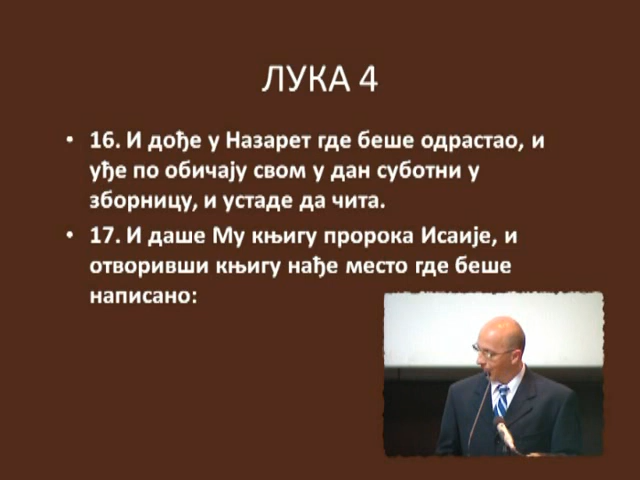 ЛУКА 4
• 16. И дође у Назарет где беше одрастао, и
уђе по обичају свом у дан суботни у
зборницу, и устаде да чита.
• 17. И даше Му књигу пророка Исаије, и
отворивши књигу нађе место где беше
написано: